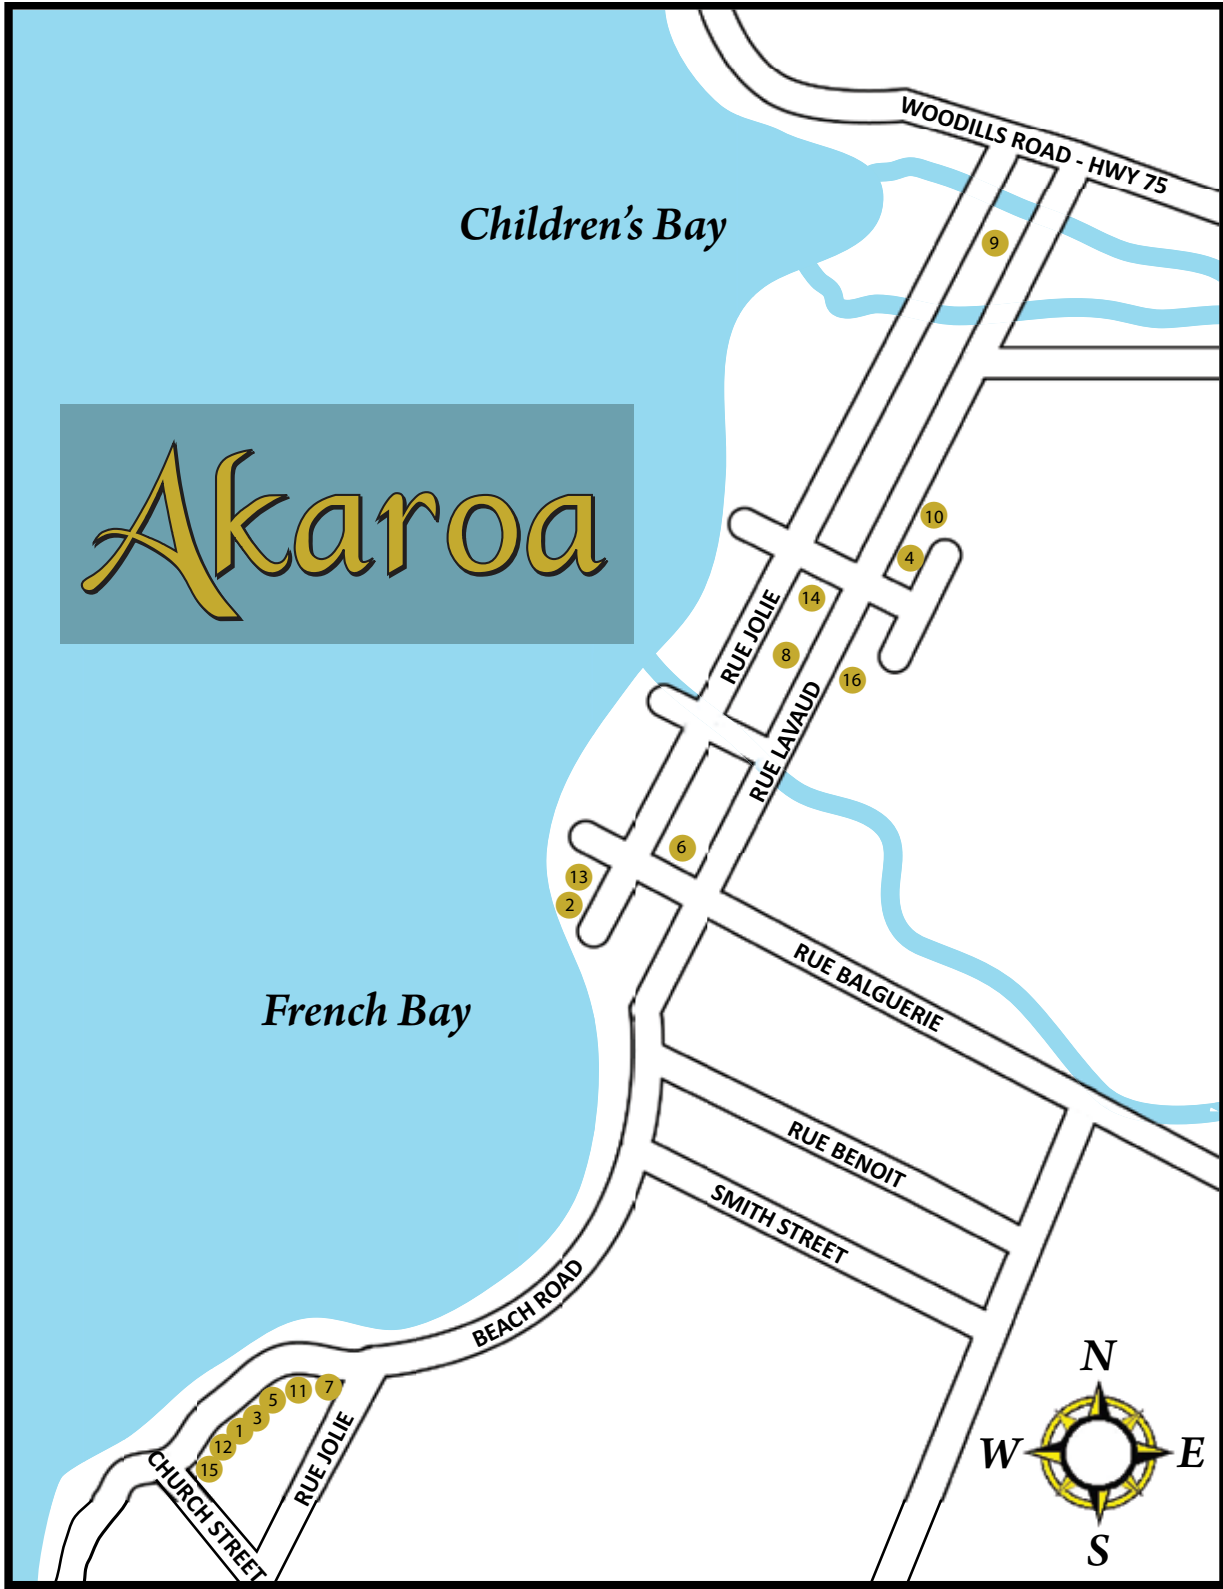 WOODILLS ROAD - HWY 75
Children's Bay
9
Akaroa
10
4
14
RUE JOLIE
8
16
RUE LAVAUD
6
13
2
RUE BALGUERIE
French Bay
RUE BENOIT
SMITH STREET
BEACH ROAD
7
11
5
3
1
12
15
RUE JOLIE
CHURCH STREET
N
W
E
S